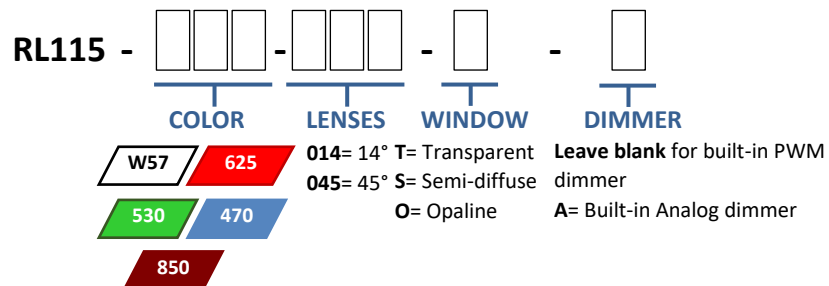 RL115 - - - -
COLOR LENSES WINDOW DIMMER
W57 625 014= 14° T= Transparent Leave blank for built-in PWM
045= 45° S= Semi-diffuse dimmer
530 470 O= Opaline A= Built-in Analog dimmer
850